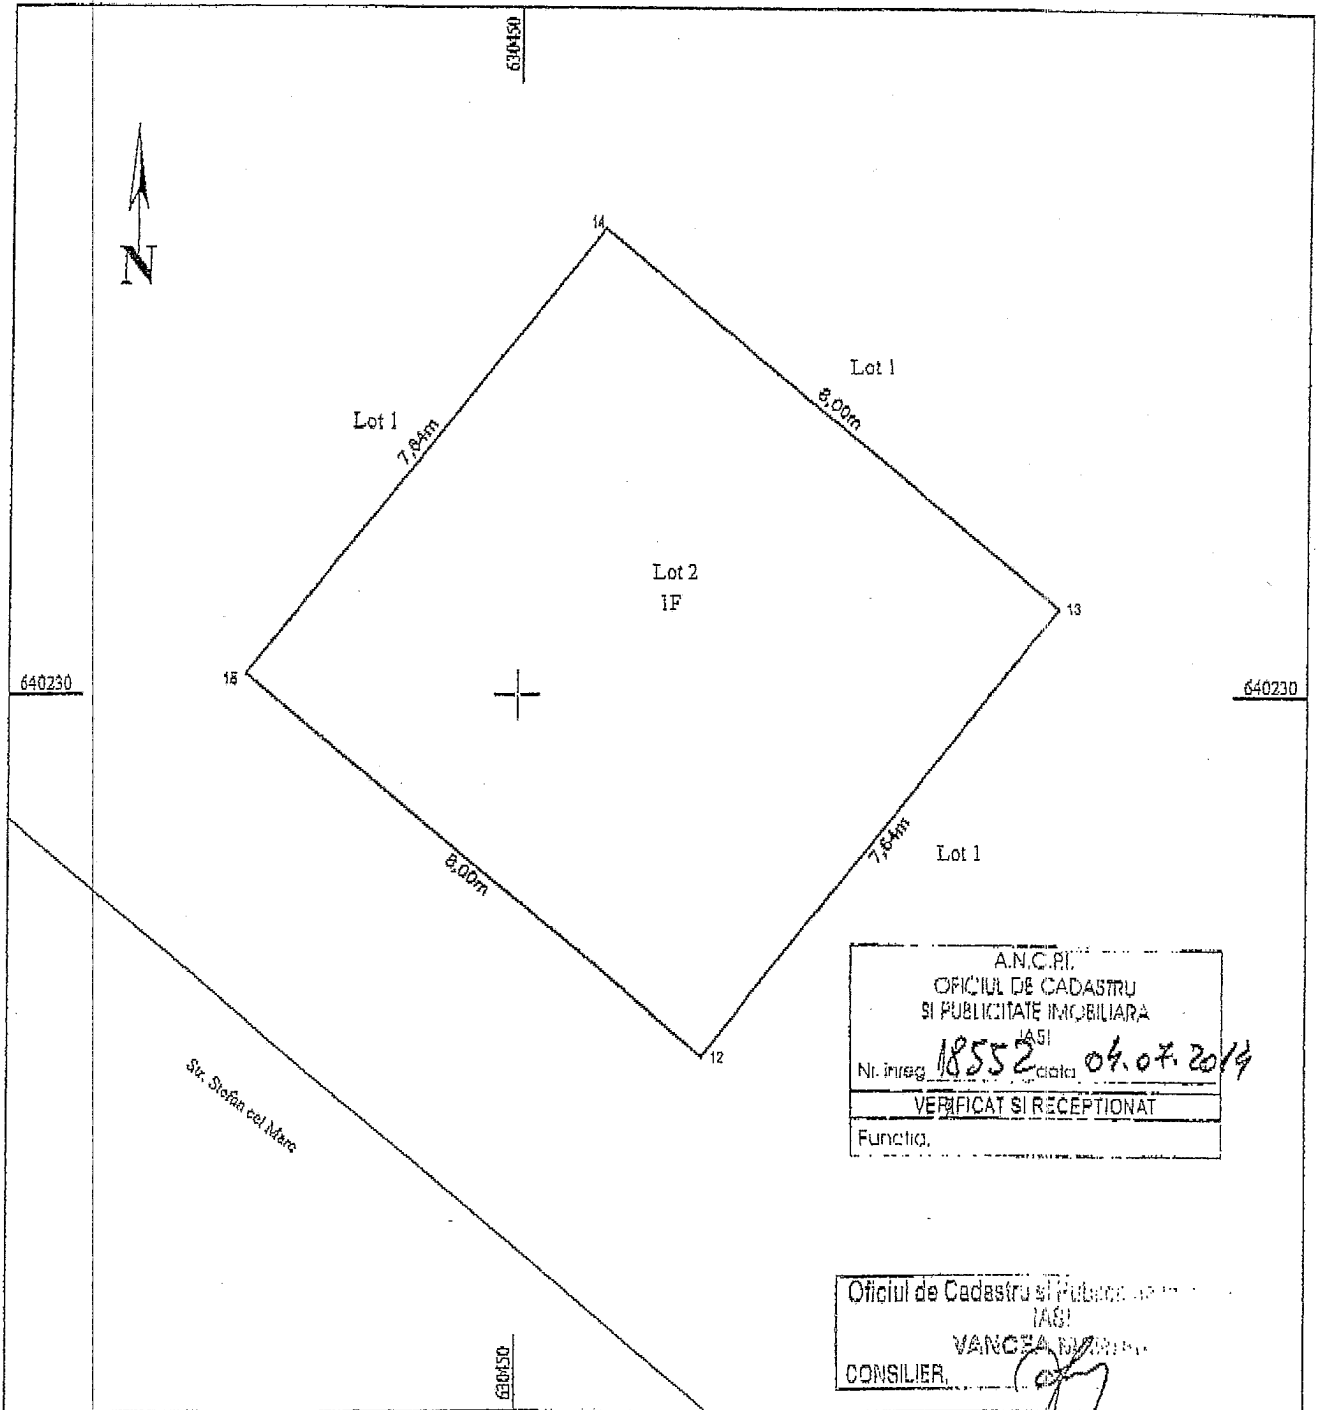 630450
N
14
Lot 1
8,00m
Lot 1
7,64m
Lot 2
1F
13
15
640230
640230
7,64m
Lot 1
8,00m
12
Str. Stefan cel Mare
A.N.C.P.I.
OFICIUL DE CADASTRU
SI PUBLICITATE IMOBILIARA
IASI
Nr. inreg 18552 data 04.07.2014
VERIFICAT SI RECEPTIONAT
Functia,
Oficiul de Cadastru si
IASI
VANCEA
CONSILIER,
630450